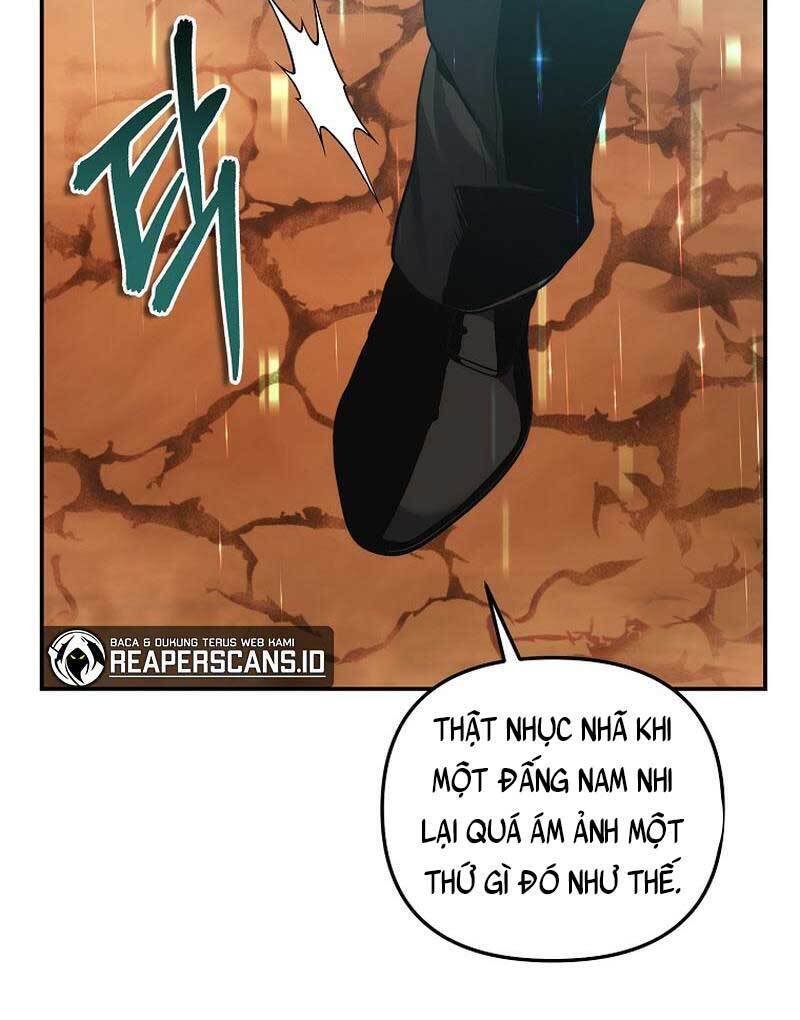 탁
BACA & DUKUNG TERUS WEB KAMI
REAPERSCANS.ID
THẬT NHỤC NHÃ KHI
MỘT ĐẤNG NAM NHI
LẠI QUÁ ÁM ẢNH MỘT
THỨ GÌ ĐÓ NHƯ THẾ.